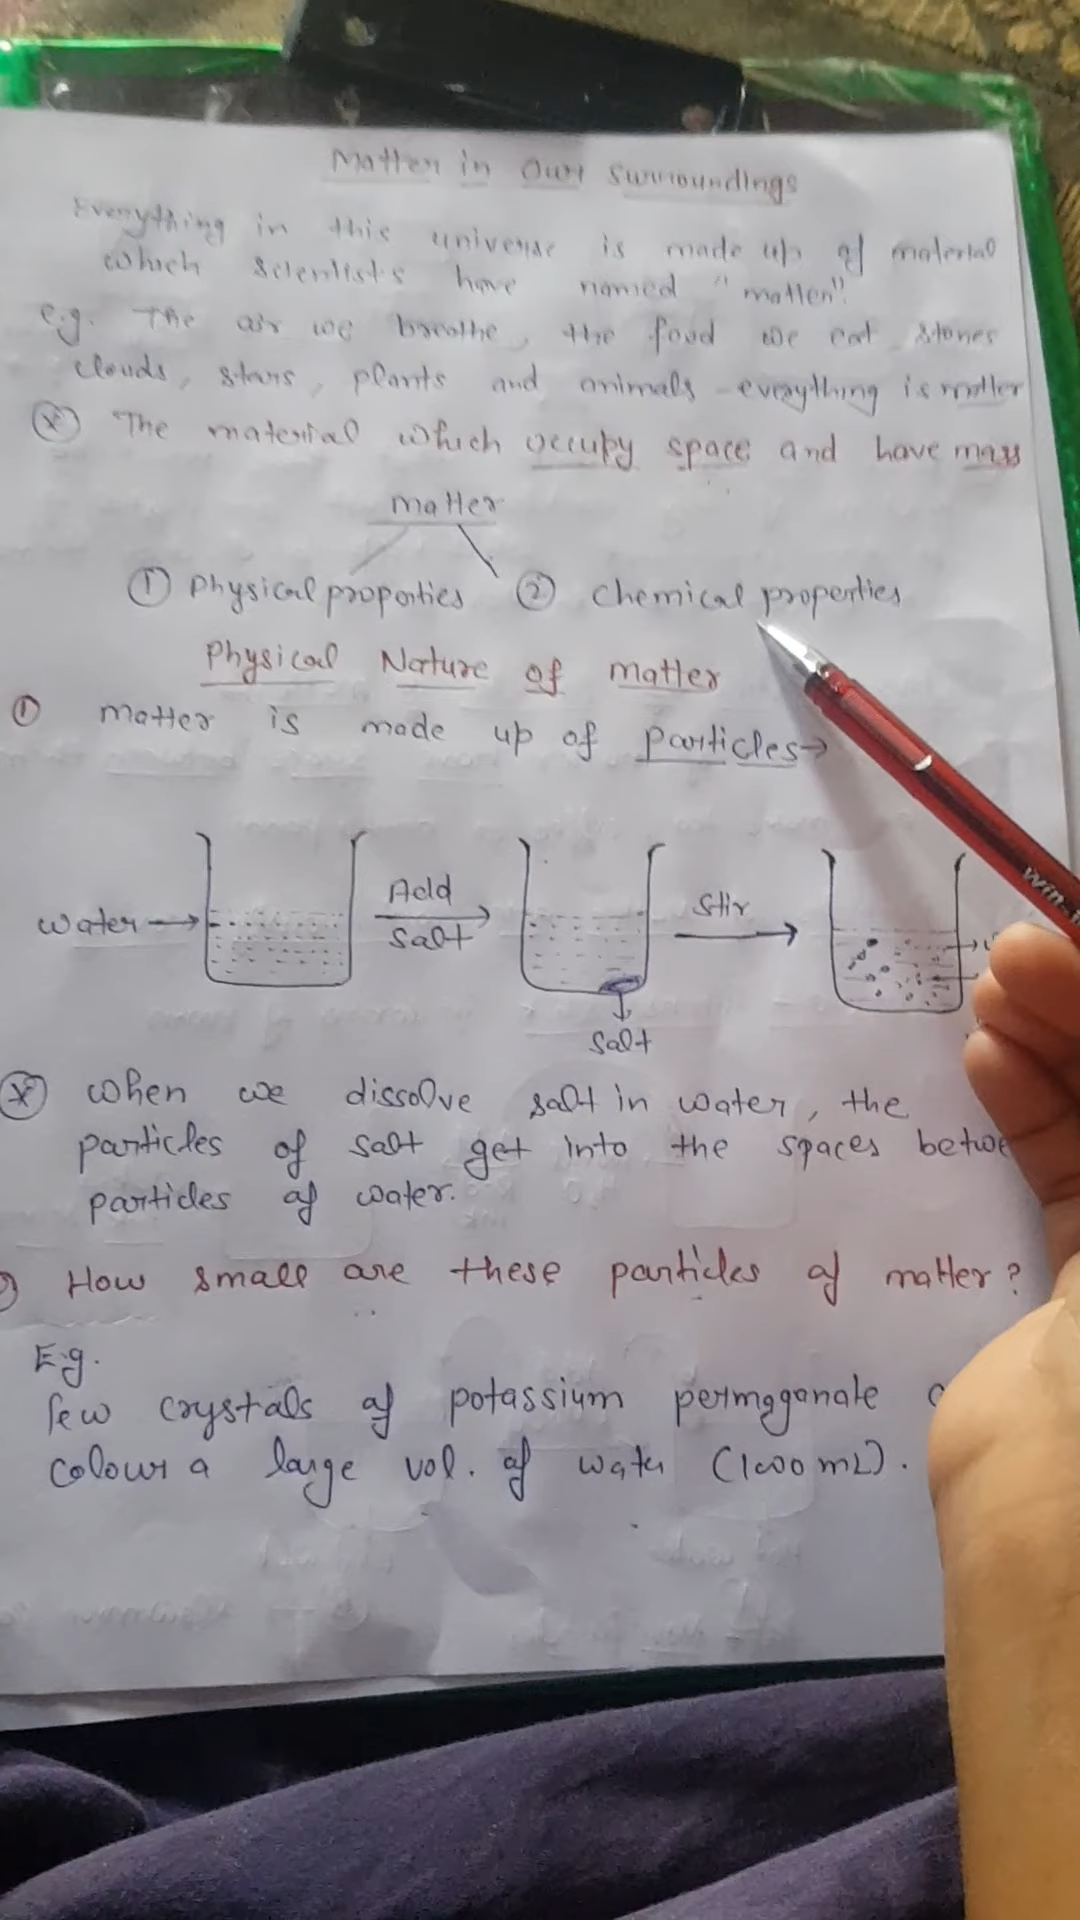 Matter in Our Surroundings
Everything in this universe is made up of material
which scientists have named "matter".
e.g. The air we breathe, the food we eat stones
clouds, stars, plants and animals - everything is matter
* The material which occupy space and have mass
matter
① Physical properties ② Chemical properties
Physical Nature of matter
① matter is made up of particles→
Water → Add Salt Stir
Salt
* When we dissolve salt in water, the
particles of salt get into the spaces betwe
particles of water.
How small are these particles of matter?
E.g.
few crystals of potassium permaganate
colour a large vol. of water (1000 mL).
win